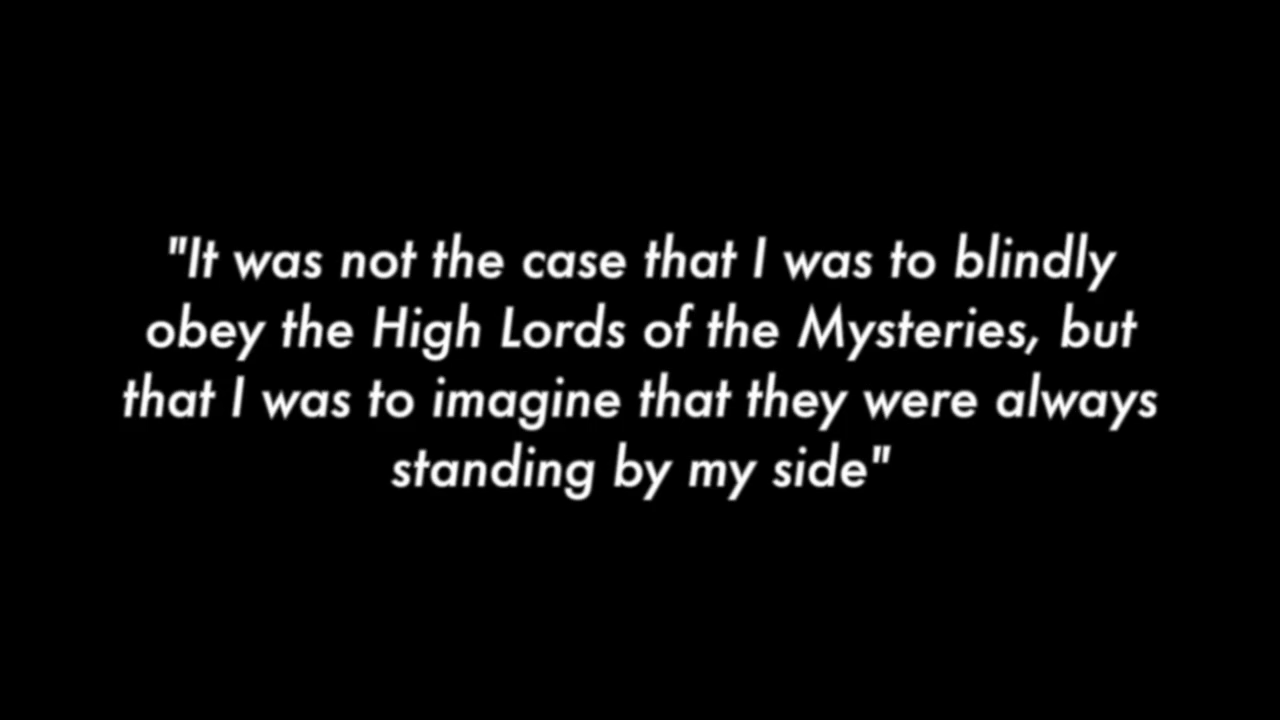 "It was not the case that I was to blindly
obey the High Lords of the Mysteries, but
that I was to imagine that they were always
standing by my side"